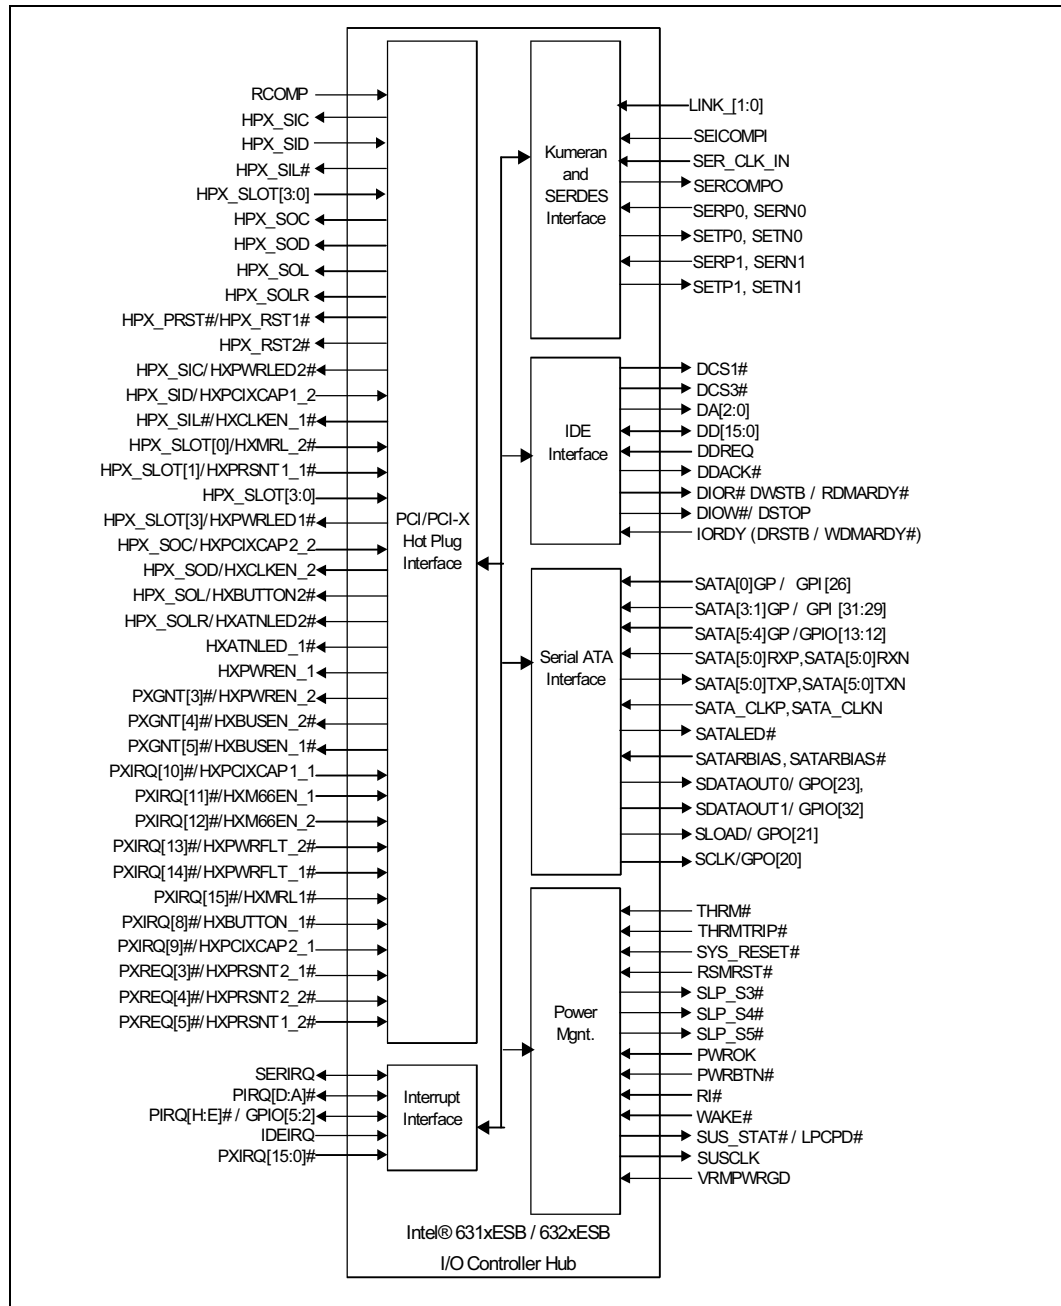 RCOMP
HPX_SIC
HPX_SID
HPX_SIL#
HPX_SLOT[3:0]
HPX_SOC
HPX_SOD
HPX_SOL
HPX_SOLR
HPX_PRST#/HPX_RST1#
HPX_RST2#
HPX_SIC/HXPWRLED2#
HPX_SID/HXPCIXCAP1_2
HPX_SIL#/HXCLKEN_1#
HPX_SLOT[0]/HXMRL_2#
HPX_SLOT[1]/HXPRSNT1_1#
HPX_SLOT[3:0]
HPX_SLOT[3]/HXPWRLED1#
HPX_SOC/HXPCIXCAP2_2
HPX_SOD/HXCLKEN_2
HPX_SOL/HXBUTTON2#
HPX_SOLR/HXATNLED2#
HXATNLED_1#
HXPWREN_1
PXGNT[3]#/HXPWREN_2
PXGNT[4]#/HXBUSEN_2#
PXGNT[5]#/HXBUSEN_1#
PXIRQ[10]#/HXPCIXCAP1_1
PXIRQ[11]#/HXM66EN_1
PXIRQ[12]#/HXM66EN_2
PXIRQ[13]#/HXPWRFLT_2#
PXIRQ[14]#/HXPWRFLT_1#
PXIRQ[15]#/HXMRL1#
PXIRQ[8]#/HXBUTTON_1#
PXIRQ[9]#/HXPCIXCAP2_1
PXREQ[3]#/HXPRSNT2_1#
PXREQ[4]#/HXPRSNT2_2#
PXREQ[5]#/HXPRSNT1_2#
SERIRQ
PIRQ[D:A]#
PIRQ[H:E]# / GPIO[5:2]
IDEIRQ
PXIRQ[15:0]#
PCI/PCI-X
Hot Plug
Interface
Interrupt
Interface
Kumeran
and
SERDES
Interface
IDE
Interface
Serial ATA
Interface
Power
Mgnt.
LINK_[1:0]
SEICOMPI
SER_CLK_IN
SERCOMPO
SERP0, SERN0
SETP0, SETN0
SERP1, SERN1
SETP1, SETN1
DCS1#
DCS3#
DA[2:0]
DD[15:0]
DDREQ
DDACK#
DIOR# DWSTB / RDMARDY#
DIOW#/ DSTOP
IORDY (DRSTB / WDMARDY#)
SATA[0]GP / GPI[26]
SATA[3:1]GP / GPI [31:29]
SATA[5:4]GP /GPIO[13:12]
SATA[5:0]RXP,SATA[5:0]RXN
SATA[5:0]TXP,SATA[5:0]TXN
SATA_CLKP,SATA_CLKN
SATALED#
SATARBIAS, SATARBIAS#
SDATAOUT0/ GPO[23],
SDATAOUT1/ GPIO[32]
SLOAD/ GPO[21]
SCLK/GPO[20]
THRM#
THRMTRIP#
SYS_RESET#
RSMRST#
SLP_S3#
SLP_S4#
SLP_S5#
PWROK
PWRBTN#
RI#
WAKE#
SUS_STAT# / LPCPD#
SUSCLK
VRMPWRGD
Intel® 631xESB / 632xESB
I/O Controller Hub